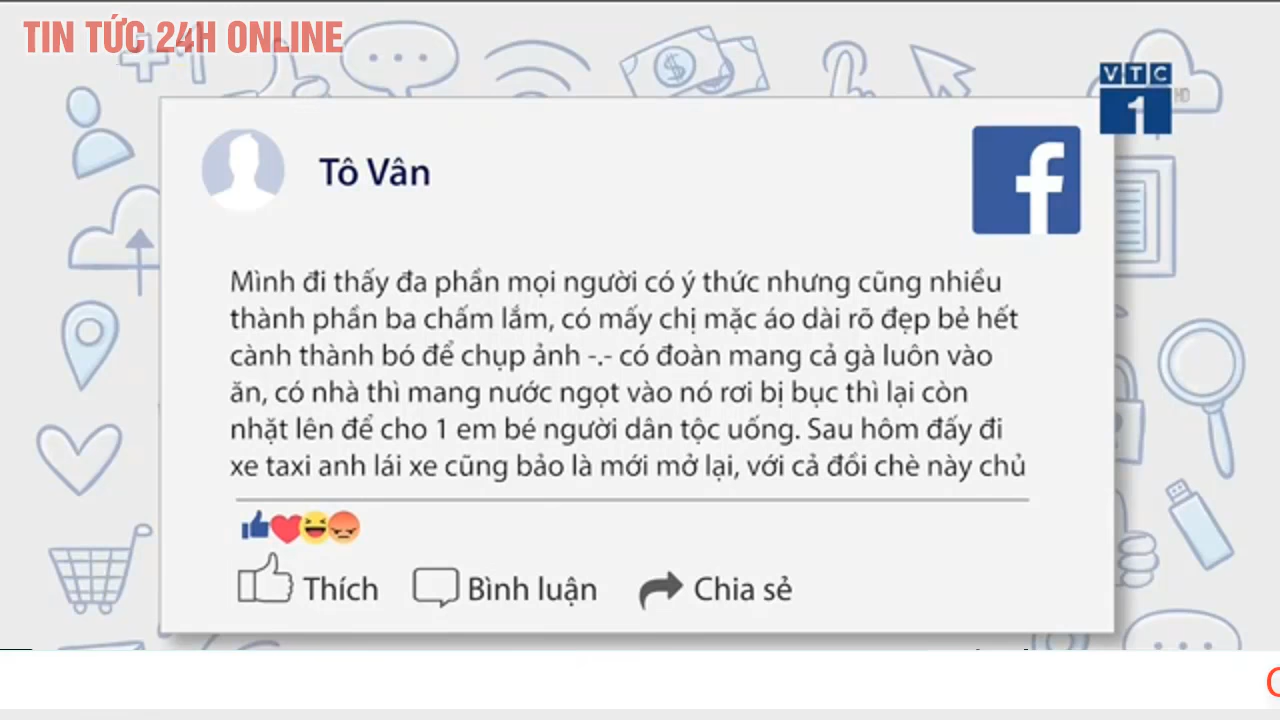 TIN TỨC 24H ONLINE
VTC
1
HD
Tô Vân
f
Mình đi thấy đa phần mọi người có ý thức nhưng cũng nhiều
thành phần ba chấm lắm, có mấy chị mặc áo dài rõ đẹp bẻ hết
cành thành bó để chụp ảnh -.- có đoàn mang cả gà luôn vào
ăn, có nhà thì mang nước ngọt vào nó rơi bị bục thì lại còn
nhặt lên để cho 1 em bé người dân tộc uống. Sau hôm đấy đi
xe taxi anh lái xe cũng bảo là mới mở lại, với cả đồi chè này chủ
Thích Bình luận Chia sẻ